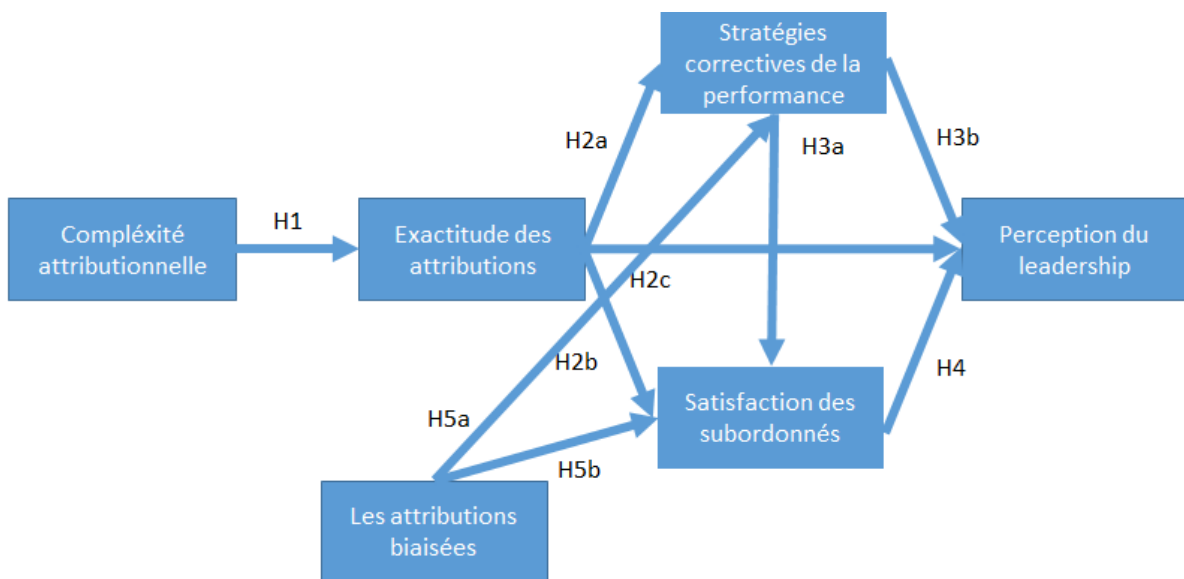 Stratégies
correctives de la
performance
H2a
H3a
H3b
H1
Compléxité
attributionnelle
Exactitude des
attributions
Perception du
leadership
H2c
H2b
H4
H5a
Satisfaction des
subordonnés
H5b
Les attributions
biaisées